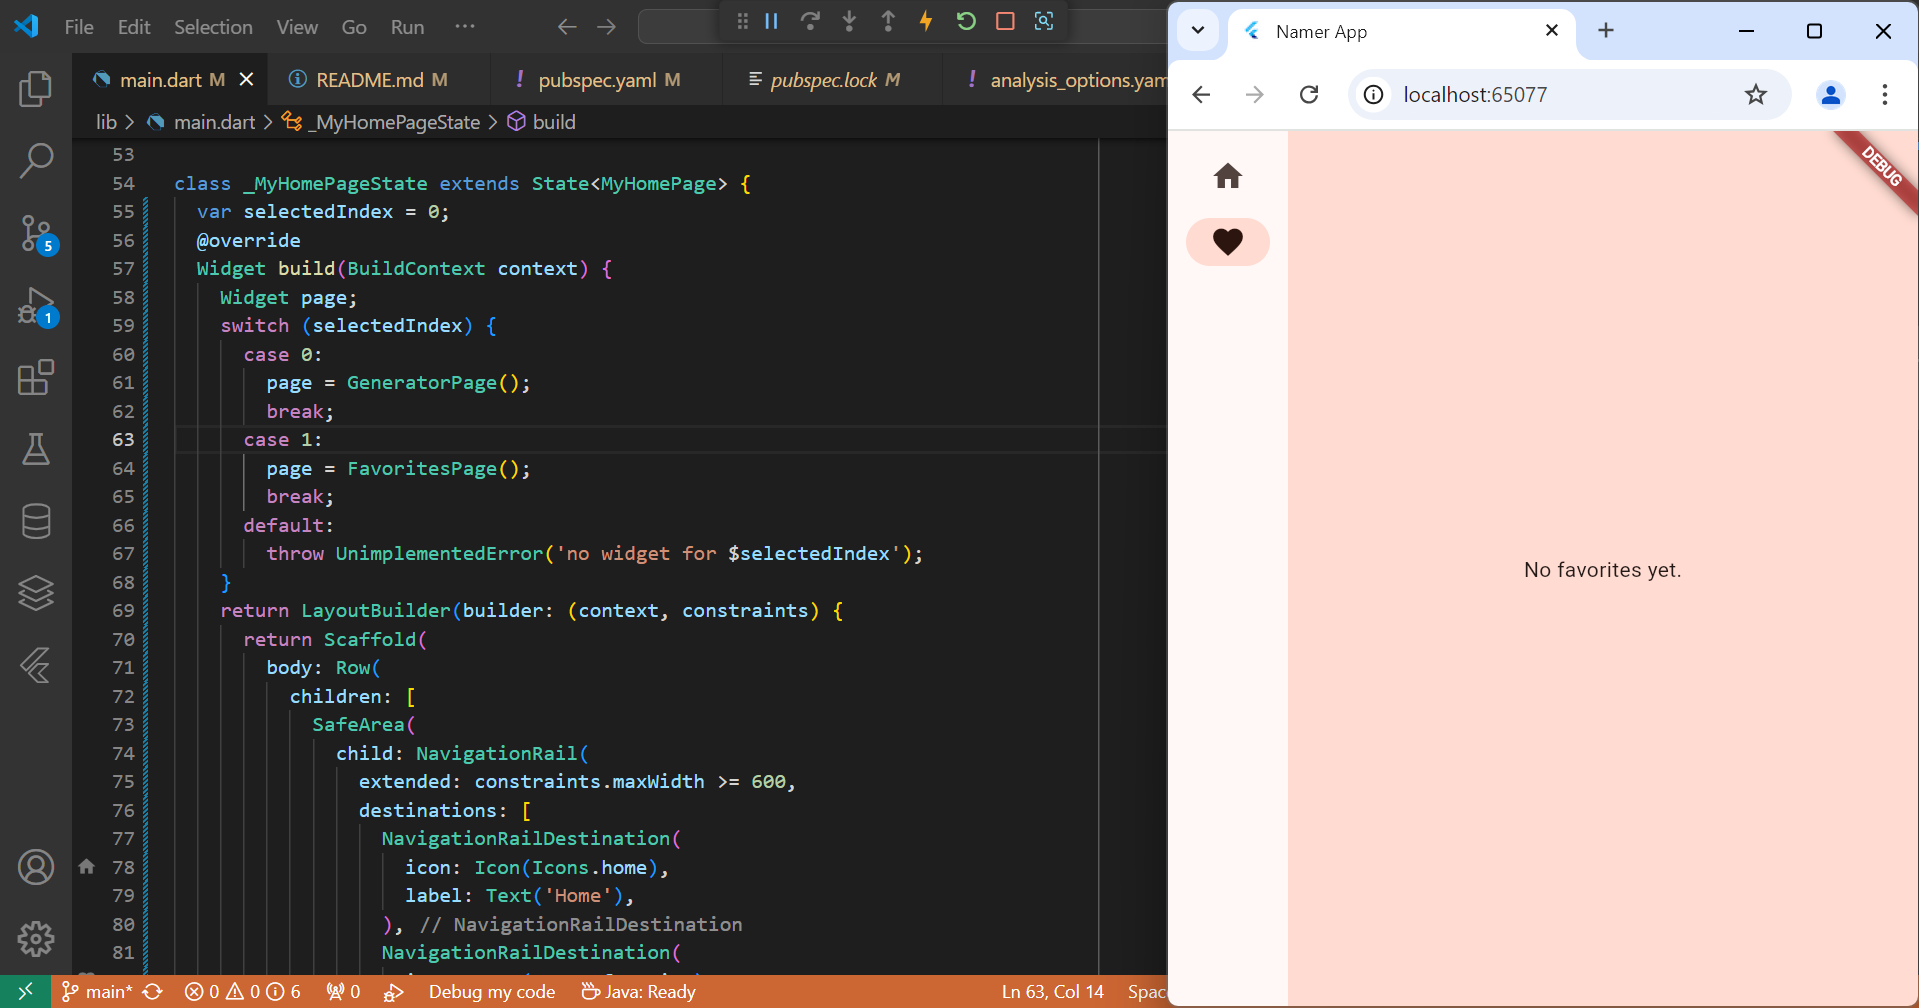 File Edit Selection View Go Run ···
main.dart M
README.md M
! pubspec.yaml M
pubspec.lock M
! analysis_options.yam
lib > main.dart > _MyHomePageState > build
53
54 class _MyHomePageState extends State<MyHomePage> {
55 var selectedIndex = 0;
56 @override
57 Widget build(BuildContext context) {
58 Widget page;
59 switch (selectedIndex) {
60 case 0:
61 page = GeneratorPage();
62 break;
63 case 1:
64 page = FavoritesPage();
65 break;
66 default:
67 throw UnimplementedError('no widget for $selectedIndex');
68 }
69 return LayoutBuilder(builder: (context, constraints) {
70 return Scaffold(
71 body: Row(
72 children: [
73 SafeArea(
74 child: NavigationRail(
75 extended: constraints.maxWidth >= 600,
76 destinations: [
77 NavigationRailDestination(
78 icon: Icon(Icons.home),
79 label: Text('Home'),
80 ), // NavigationRailDestination
81 NavigationRailDestination(
5
1
main* 0 0 6 0 Debug my code Java: Ready Ln 63, Col 14 Spac
Namer App
localhost:65077
DEBUG
No favorites yet.